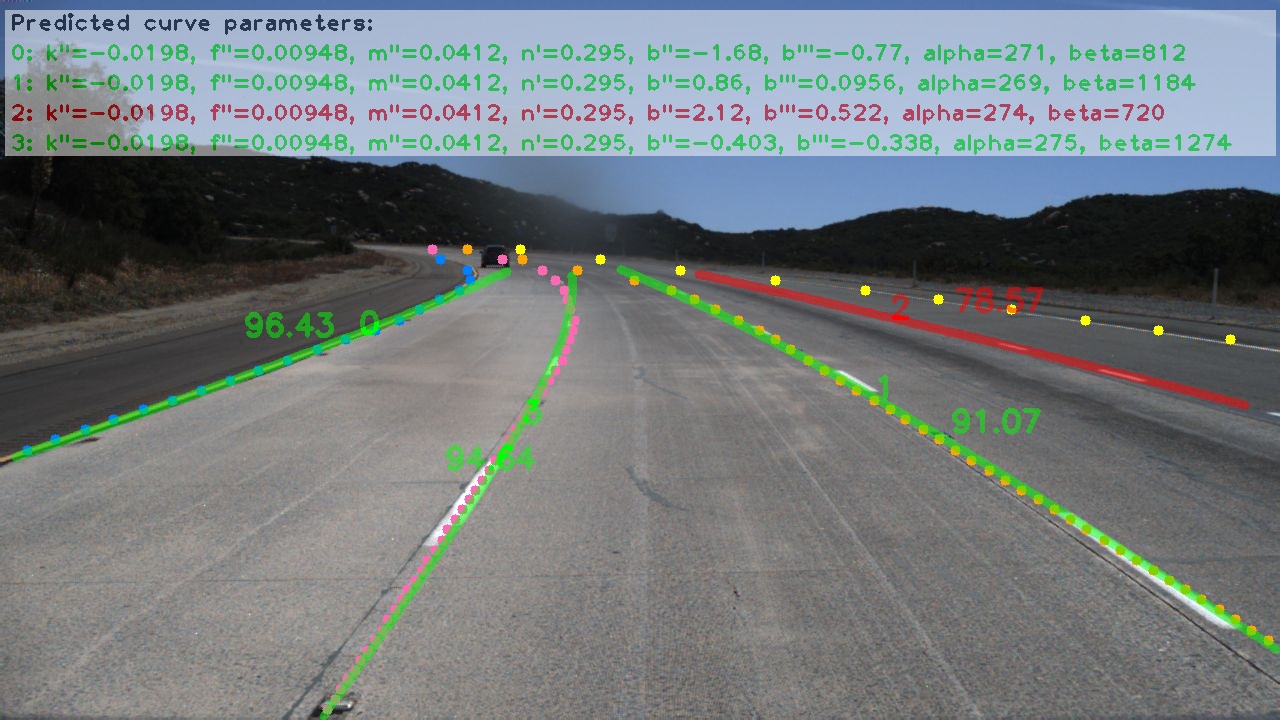 Predicted curve parameters:
0: k''=-0.0198, f''=0.00948, m''=0.0412, n'=0.295, b''=-1.68, b'''=-0.77, alpha=271, beta=812
1: k''=-0.0198, f''=0.00948, m''=0.0412, n'=0.295, b''=0.86, b'''=0.0956, alpha=269, beta=1184
2: k''=-0.0198, f''=0.00948, m''=0.0412, n'=0.295, b''=2.12, b'''=0.522, alpha=274, beta=720
3: k''=-0.0198, f''=0.00948, m''=0.0412, n'=0.295, b''=-0.403, b'''=-0.338, alpha=275, beta=1274
78.57
2
96.43 0
1
3
91.07
94.64